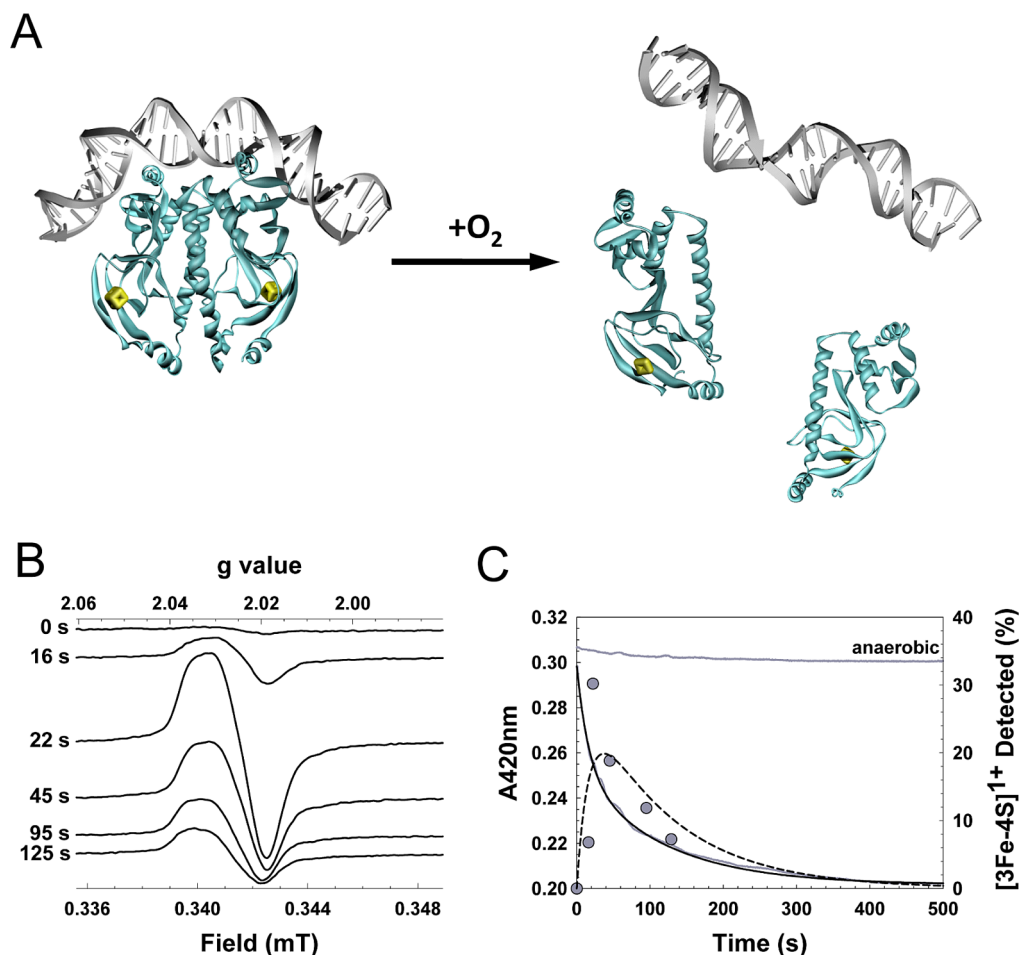 A
+O₂
B
g value
2.06 2.04 2.02 2.00
0 s
16 s
22 s
45 s
95 s
125 s
0.336 0.340 0.344 0.348
Field (mT)
C
A420nm
0.32
0.30
0.28
0.26
0.24
0.22
0.20
anaerobic
40
30
20
10
0
[3Fe-4S]¹⁺ Detected (%)
0 100 200 300 400 500
Time (s)